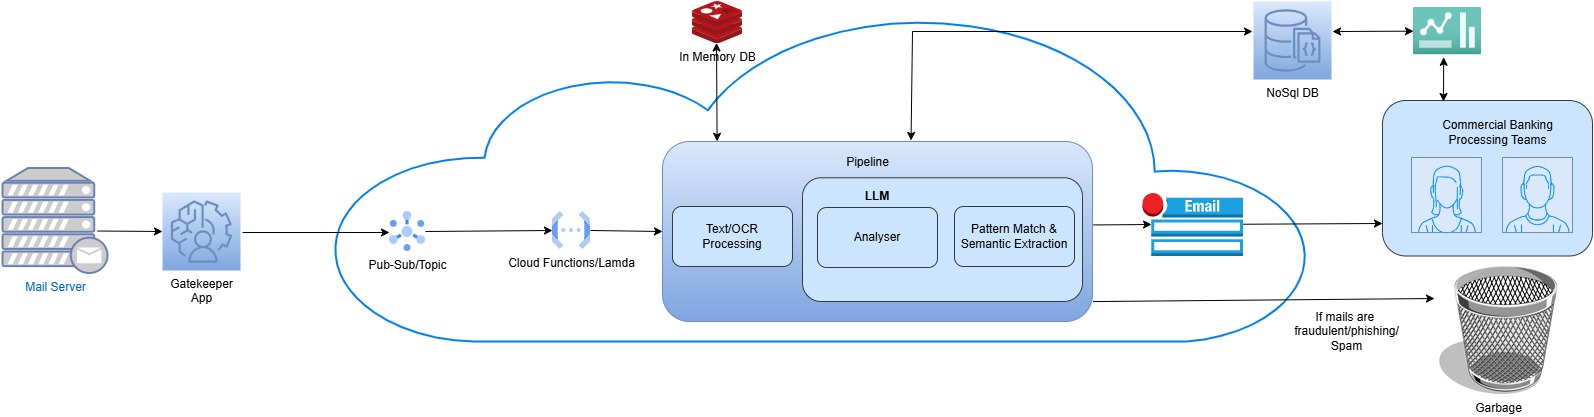 In Memory DB
NoSql DB
Commercial Banking
Processing Teams
Pipeline
LLM
Text/OCR
Processing
Analyser
Pattern Match &
Semantic Extraction
Email
Pub-Sub/Topic
Cloud Functions/Lamda
Mail Server
Gatekeeper
App
If mails are
fraudulent/phishing/
Spam
Garbage